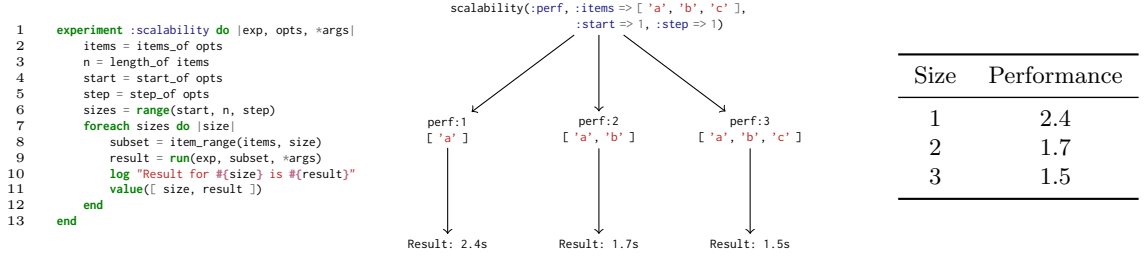 1 experiment :scalability do |exp, opts, *args|
2 items = items_of opts
3 n = length_of items
4 start = start_of opts
5 step = step_of opts
6 sizes = range(start, n, step)
7 foreach sizes do |size|
8 subset = item_range(items, size)
9 result = run(exp, subset, *args)
10 log "Result for #{size} is #{result}"
11 value([ size, result ])
12 end
13 end
scalability(:perf, :items => [ 'a', 'b', 'c' ],
:start => 1, :step => 1)
perf:1 perf:2 perf:3
[ 'a' ] [ 'a', 'b' ] [ 'a', 'b', 'c' ]
Result: 2.4s Result: 1.7s Result: 1.5s
Size Performance
1 2.4
2 1.7
3 1.5